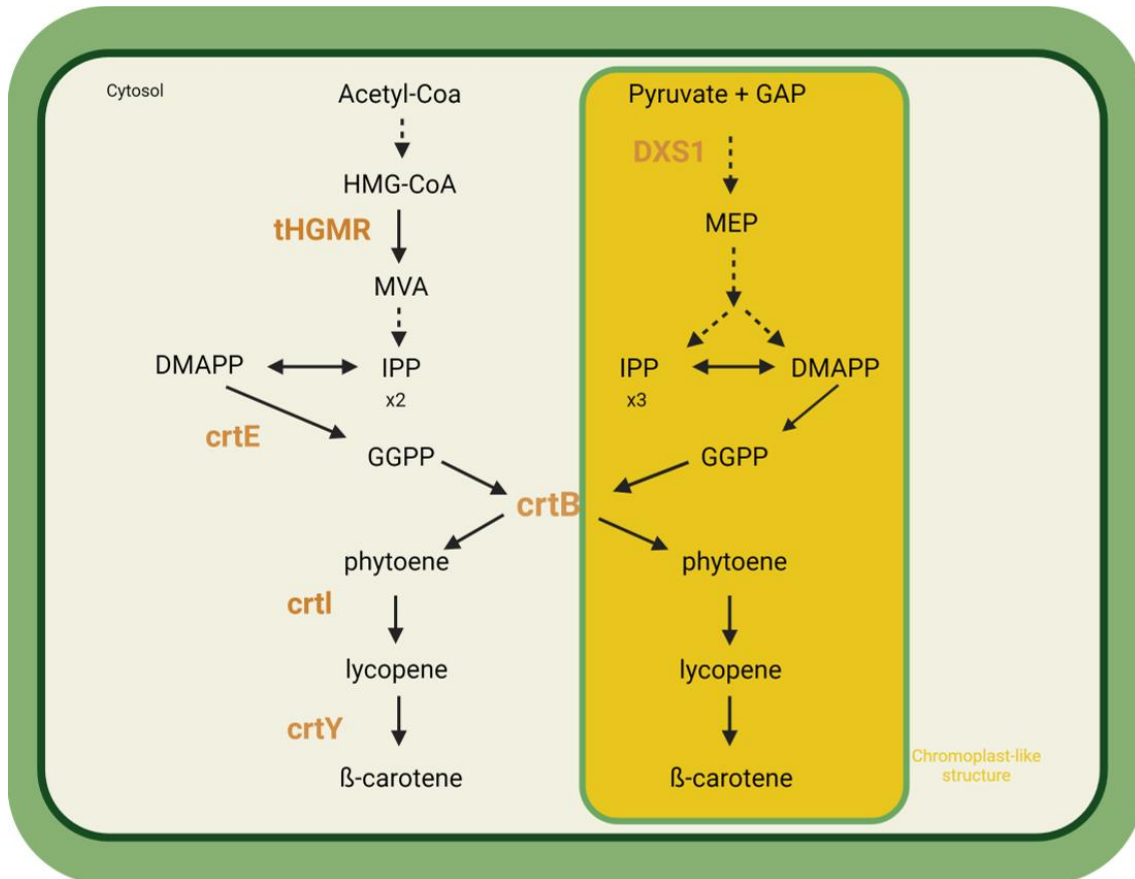 Cytosol
Acetyl-Coa
HMG-CoA
tHGMR
MVA
DMAPP
IPP
x2
crtE
GGPP
crtB
phytoene
crtI
lycopene
crtY
ß-carotene
Pyruvate + GAP
DXS1
MEP
IPP
x3
DMAPP
GGPP
phytoene
lycopene
ß-carotene
Chromoplast-like
structure